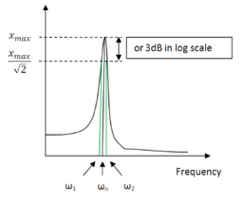 x_max
or 3dB in log scale
x_max
√2
Frequency
ω₁ ωₙ ω₂